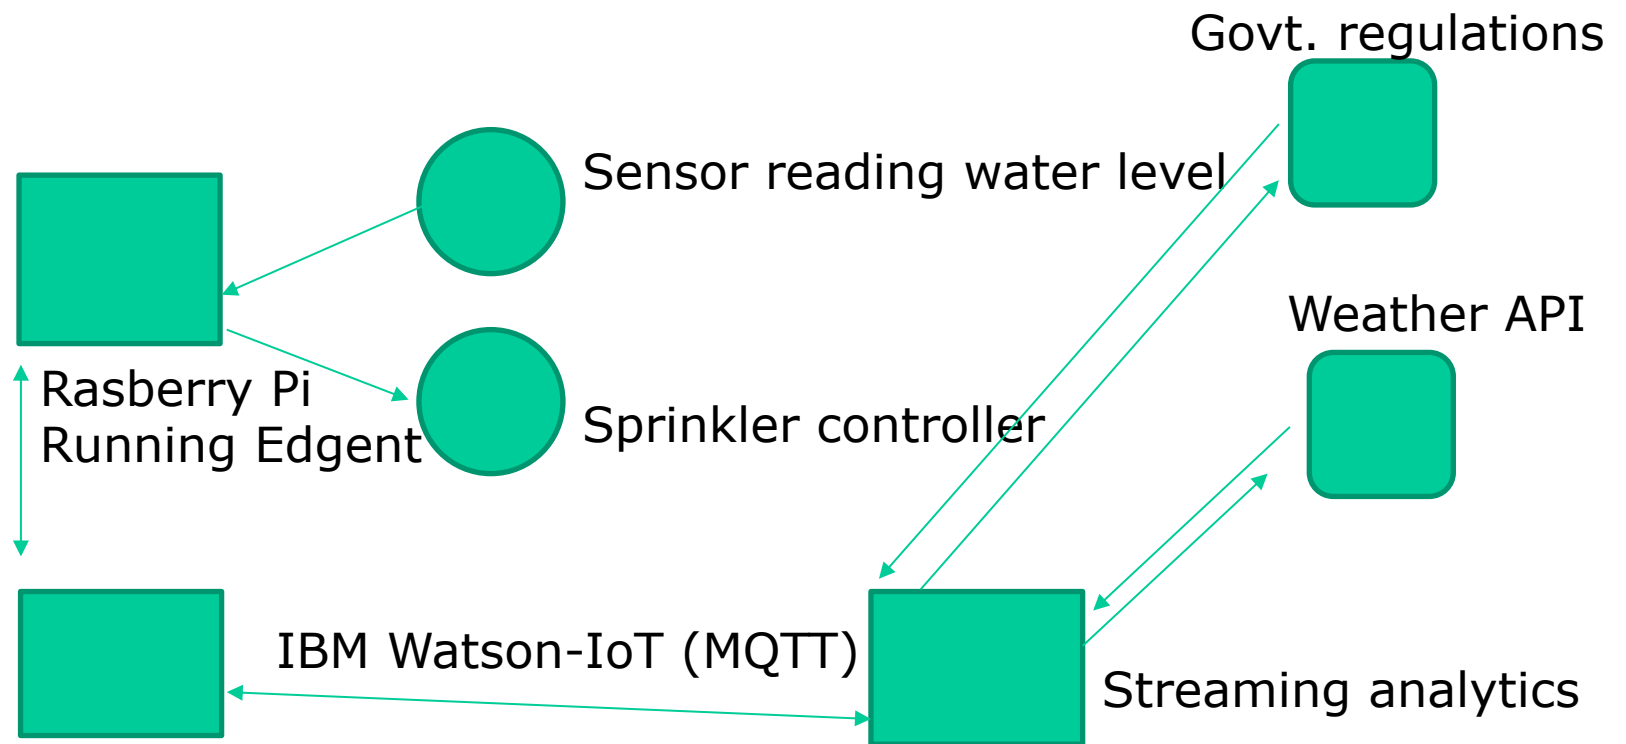 Govt. regulations
Sensor reading water level
Weather API
Rasberry Pi
Running Edgent
Sprinkler controller
IBM Watson-IoT (MQTT)
Streaming analytics